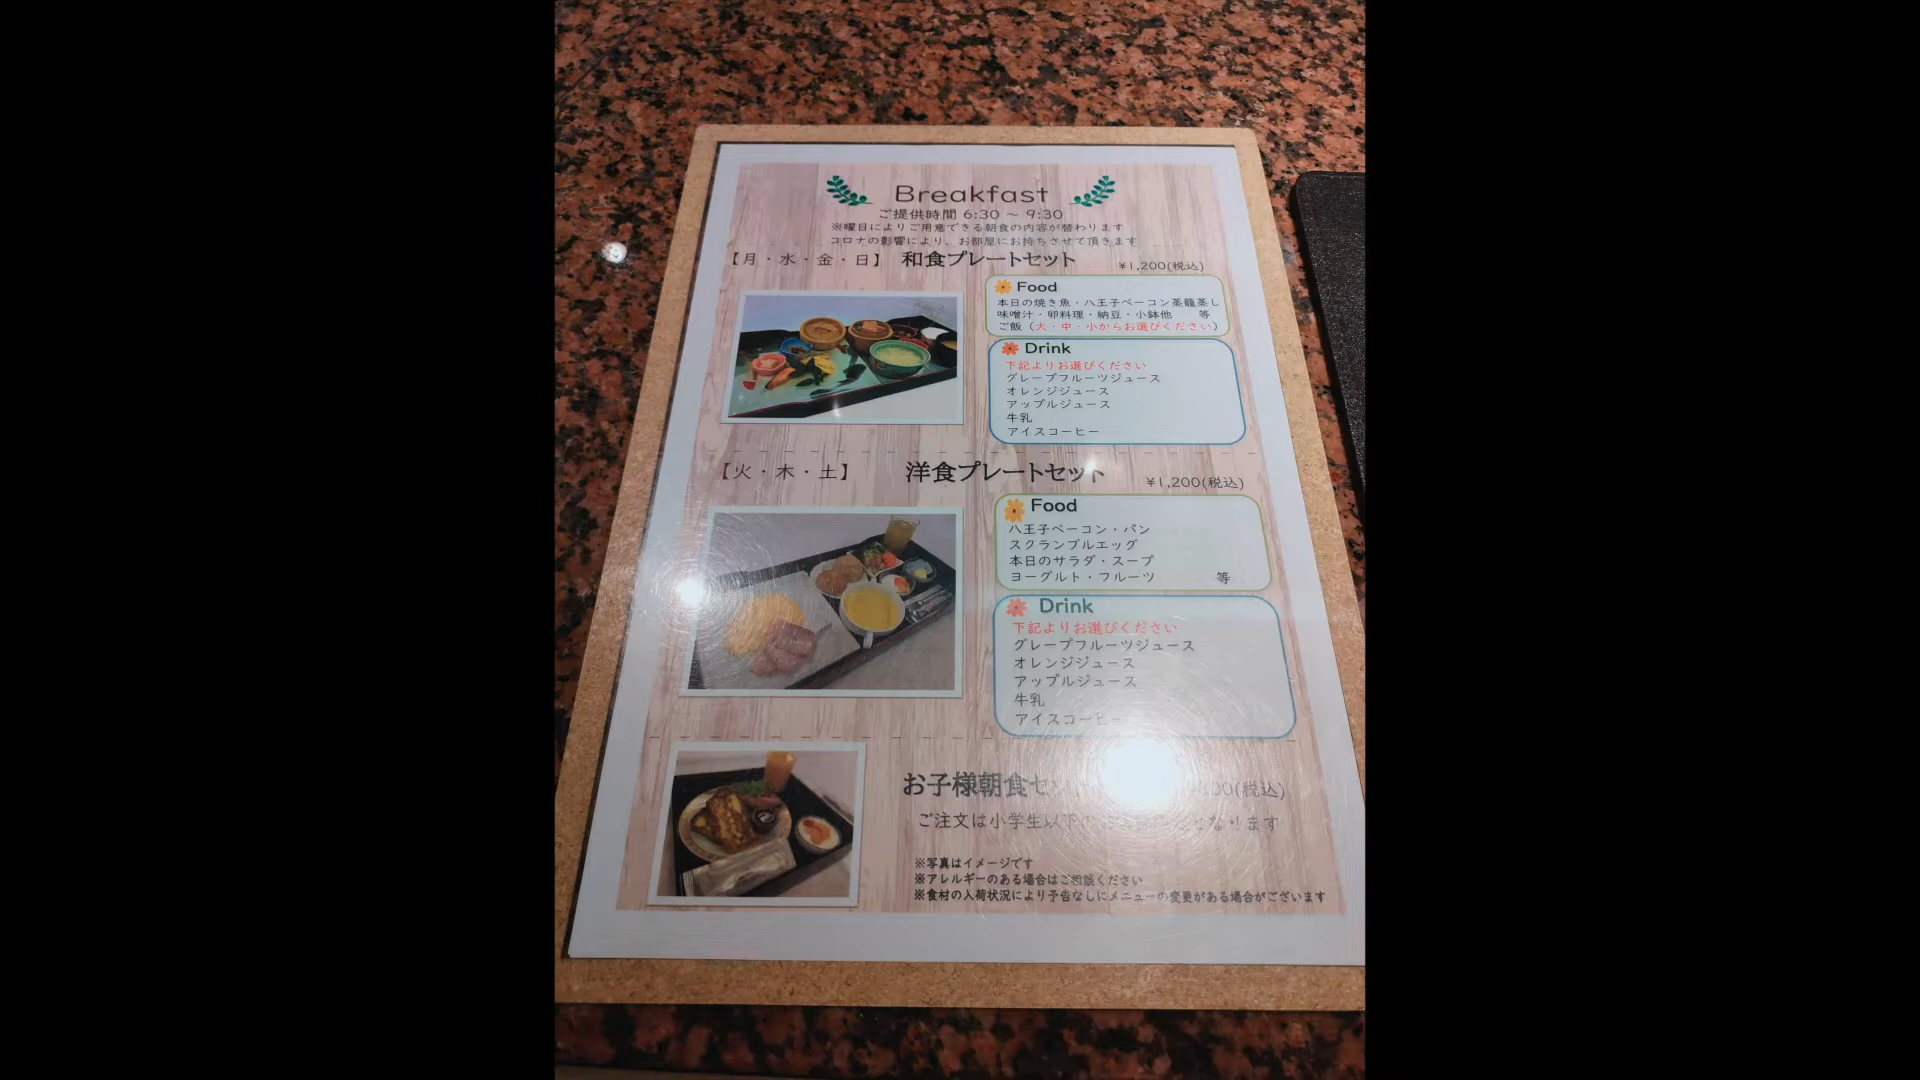 Breakfast
ご提供時間 6:30 ～ 9:30
※曜日によりご用意できる朝食の内容が替わります
コロナの影響により、お部屋にお持ちさせて頂きます
【月・水・金・日】 和食プレートセット ¥1,200(税込)
Food
本日の焼き魚・八王子ベーコン蒸籠蒸し
味噌汁・卵料理・納豆・小鉢他 等
ご飯（大・中・小からお選びください）
Drink
下記よりお選びください
グレープフルーツジュース
オレンジジュース
アップルジュース
牛乳
アイスコーヒー
【火・木・土】 洋食プレートセット ¥1,200(税込)
Food
八王子ベーコン・パン
スクランブルエッグ
本日のサラダ・スープ
ヨーグルト・フルーツ 等
Drink
下記よりお選びください
グレープフルーツジュース
オレンジジュース
アップルジュース
牛乳
アイスコーヒー
お子様朝食セ (税込)
ご注文は小学生以下 なります
※写真はイメージです
※アレルギーのある場合はご相談ください
※食材の入荷状況により予告なしにメニューの変更がある場合がございます